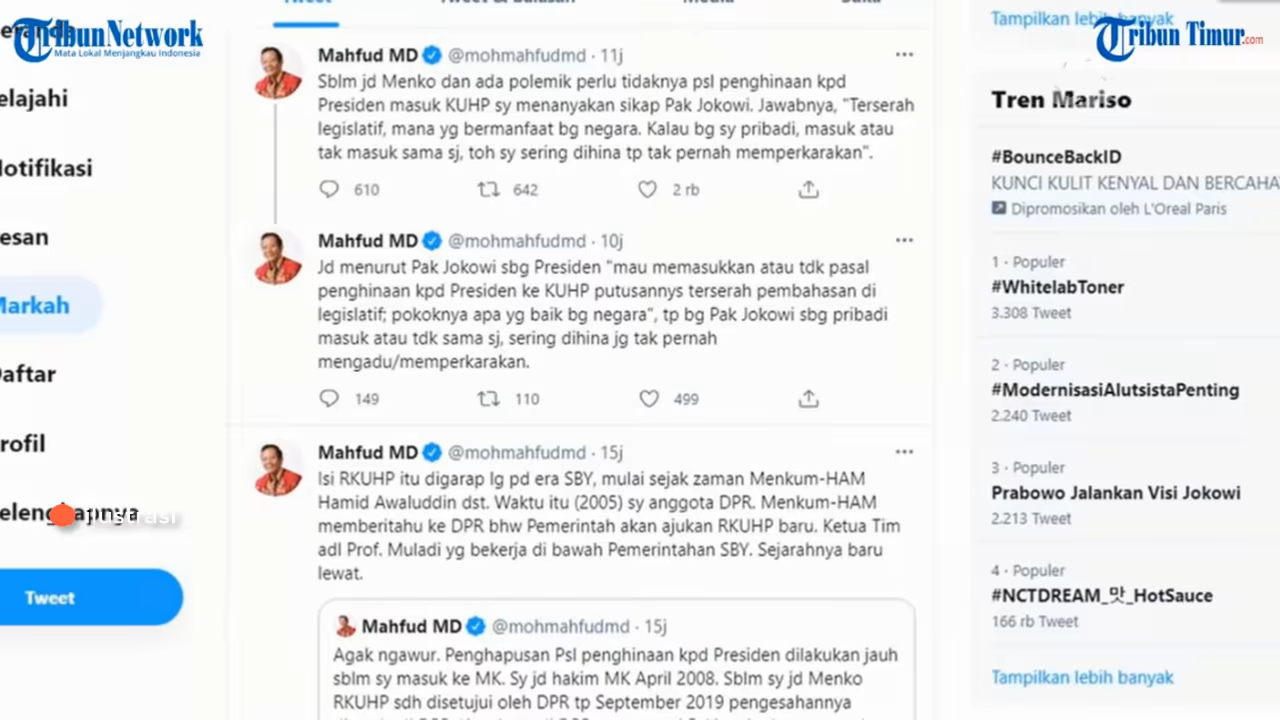 TribunNetwork
Mata Lokal Menjangkau Indonesia
Tribun Timur.com
Tweet
Tweet & Balasan
Media
Suka
elajahi
Notifikasi
esan
Markah
Daftar
rofil
Ilustrasi
Tweet
Mahfud MD @mohmahfudmd · 11j
Sblm jd Menko dan ada polemik perlu tidaknya psl penghinaan kpd
Presiden masuk KUHP sy menanyakan sikap Pak Jokowi. Jawabnya, "Terserah
legislatif, mana yg bermanfaat bg negara. Kalau bg sy pribadi, masuk atau
tak masuk sama sj, toh sy sering dihina tp tak pernah memperkarakan".
610 642 2 rb
Mahfud MD @mohmahfudmd · 10j
Jd menurut Pak Jokowi sbg Presiden "mau memasukkan atau tdk pasal
penghinaan kpd Presiden ke KUHP putusannys terserah pembahasan di
legislatif; pokoknya apa yg baik bg negara", tp bg Pak Jokowi sbg pribadi
masuk atau tdk sama sj, sering dihina jg tak pernah
mengadu/memperkarakan.
149 110 499
Mahfud MD @mohmahfudmd · 15j
Isi RKUHP itu digarap lg pd era SBY, mulai sejak zaman Menkum-HAM
Hamid Awaluddin dst. Waktu itu (2005) sy anggota DPR. Menkum-HAM
memberitahu ke DPR bhw Pemerintah akan ajukan RKUHP baru. Ketua Tim
adl Prof. Muladi yg bekerja di bawah Pemerintahan SBY. Sejarahnya baru
lewat.
Mahfud MD @mohmahfudmd · 15j
Agak ngawur. Penghapusan Psl penghinaan kpd Presiden dilakukan jauh
sblm sy masuk ke MK. Sy jd hakim MK April 2008. Sblm sy jd Menko
RKUHP sdh disetujui oleh DPR tp September 2019 pengesahannya
Tampilkan lebih banyak
Tren Mariso
#BounceBackID
KUNCI KULIT KENYAL DAN BERCAHA
Dipromosikan oleh L'Oreal Paris
1 · Populer
#WhitelabToner
3.308 Tweet
2 · Populer
#ModernisasiAlutsistaPenting
2.240 Tweet
3 · Populer
Prabowo Jalankan Visi Jokowi
2.213 Tweet
4 · Populer
#NCTDREAM_맛_HotSauce
166 rb Tweet
Tampilkan lebih banyak